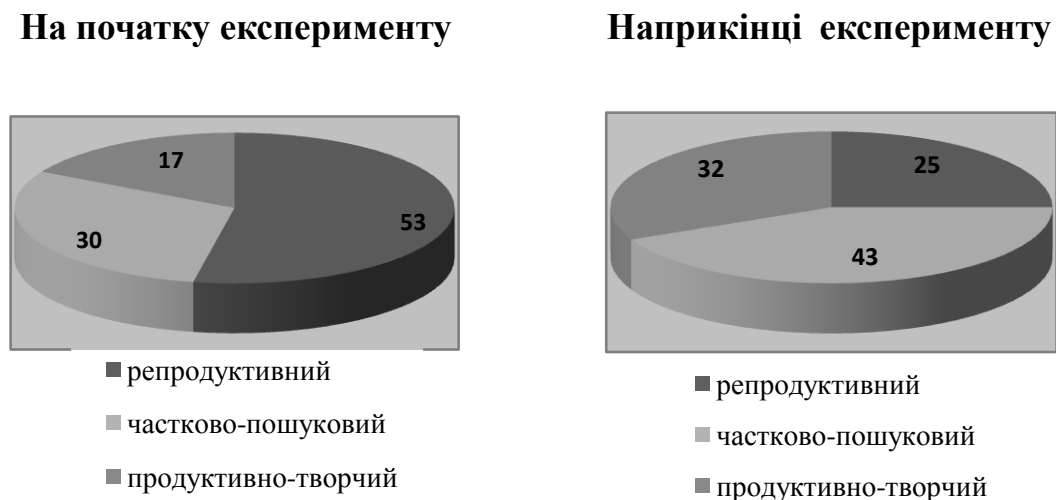 На початку експерименту
17
53
30
репродуктивний
частково-пошуковий
продуктивно-творчий
Наприкінці експерименту
32
25
43
репродуктивний
частково-пошуковий
продуктивно-творчий